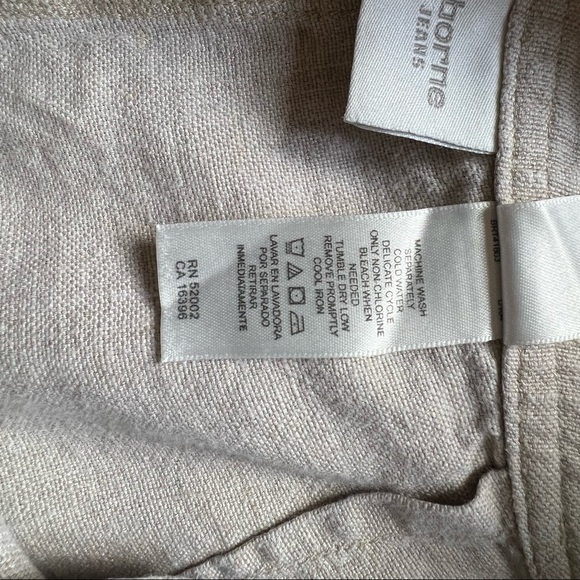 borne
JEANS
MACHINE WASH
SEPARATELY
COLD WATER
DELICATE CYCLE
ONLY NON-CHLORINE
BLEACH WHEN
NEEDED
TUMBLE DRY LOW
REMOVE PROMPTLY
COOL IRON
LAVAR EN LAVADORA
POR SEPARADO
RETIRAR
INMEDIATAMENTE
RN 52002
CA 16396